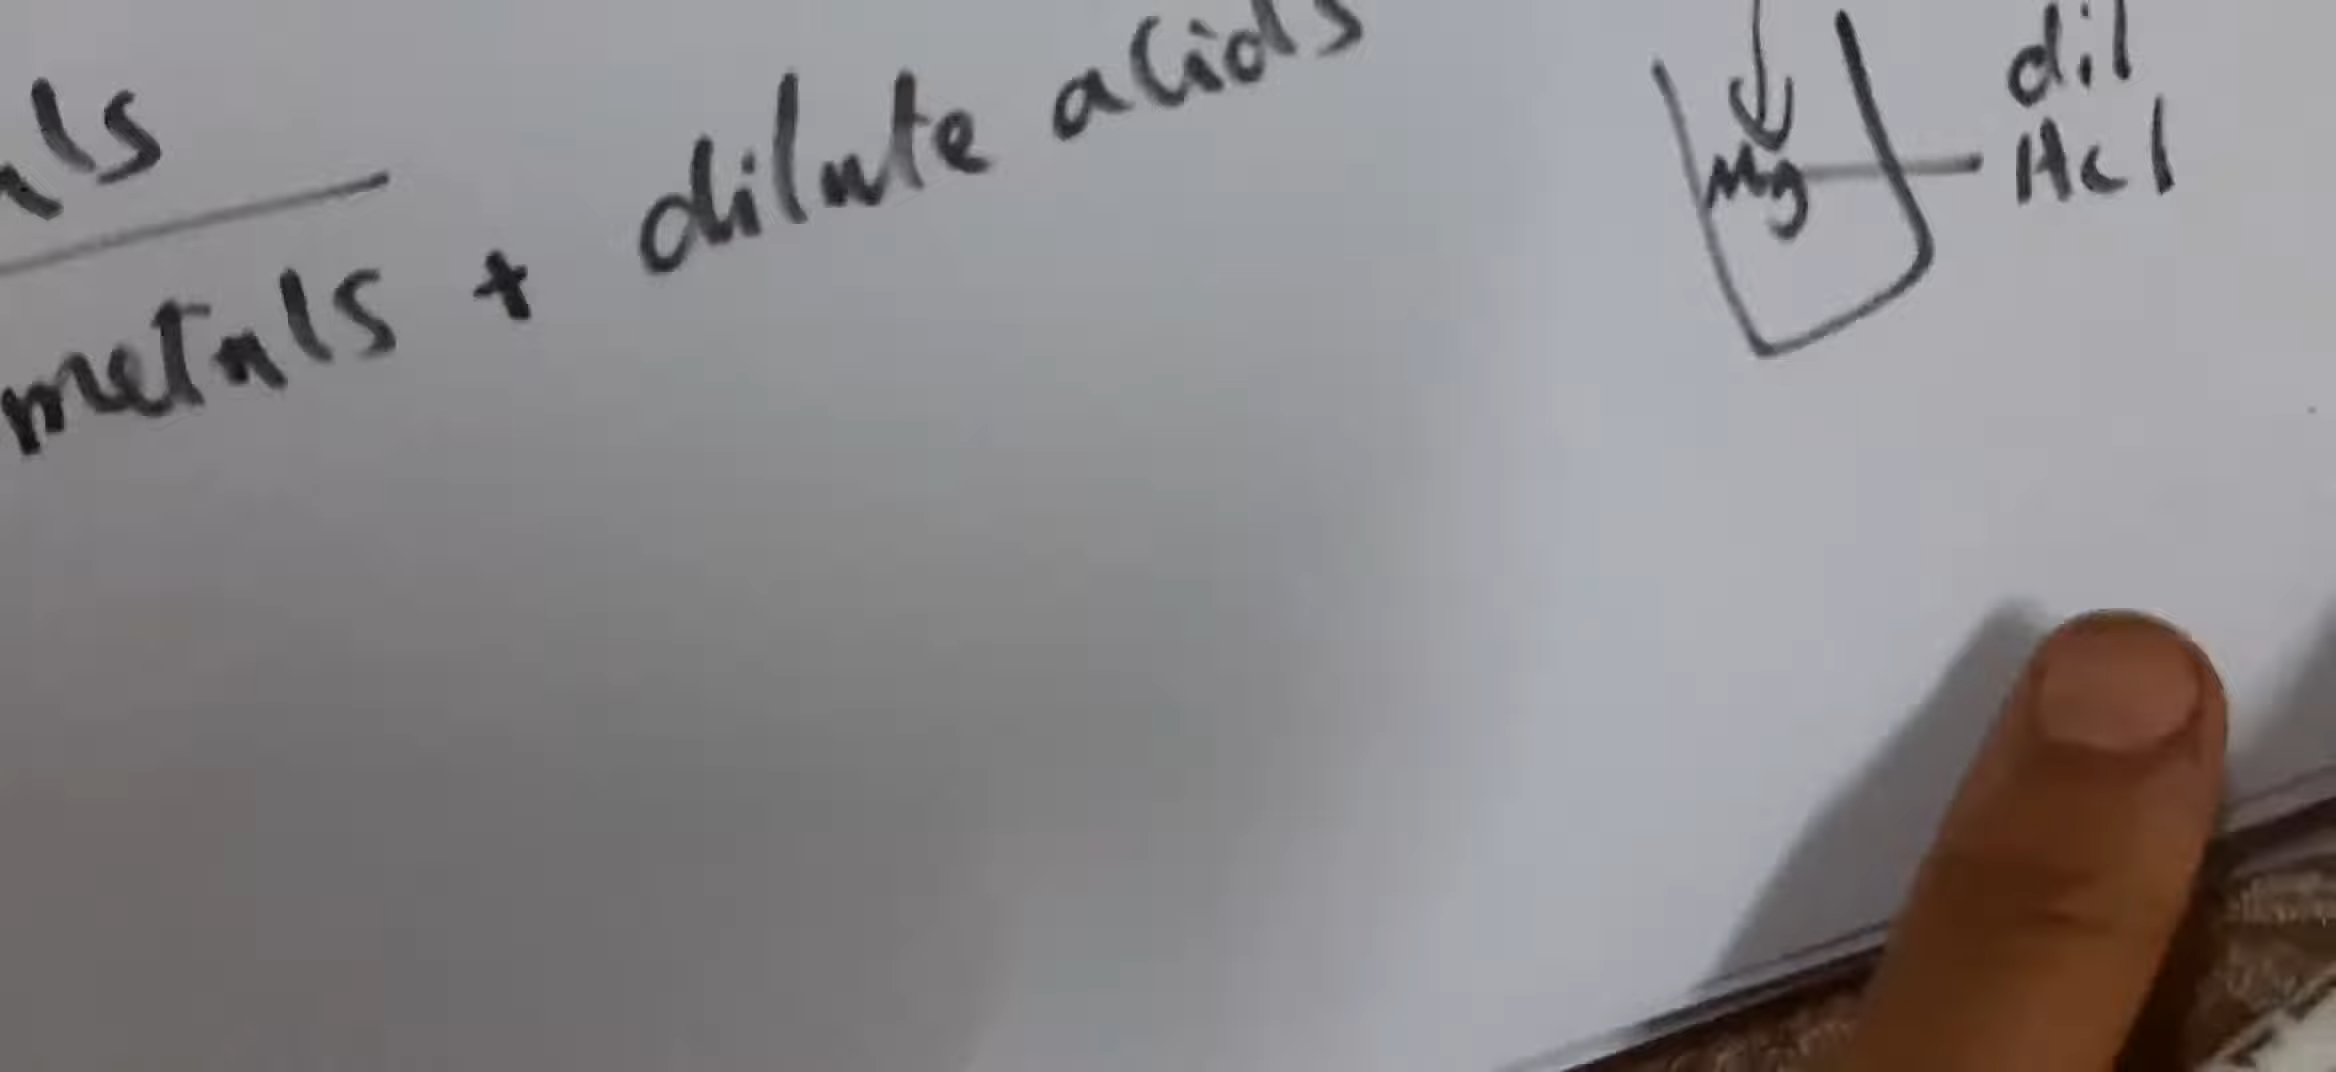 metals + dilute acids
Mg
dil
HCl